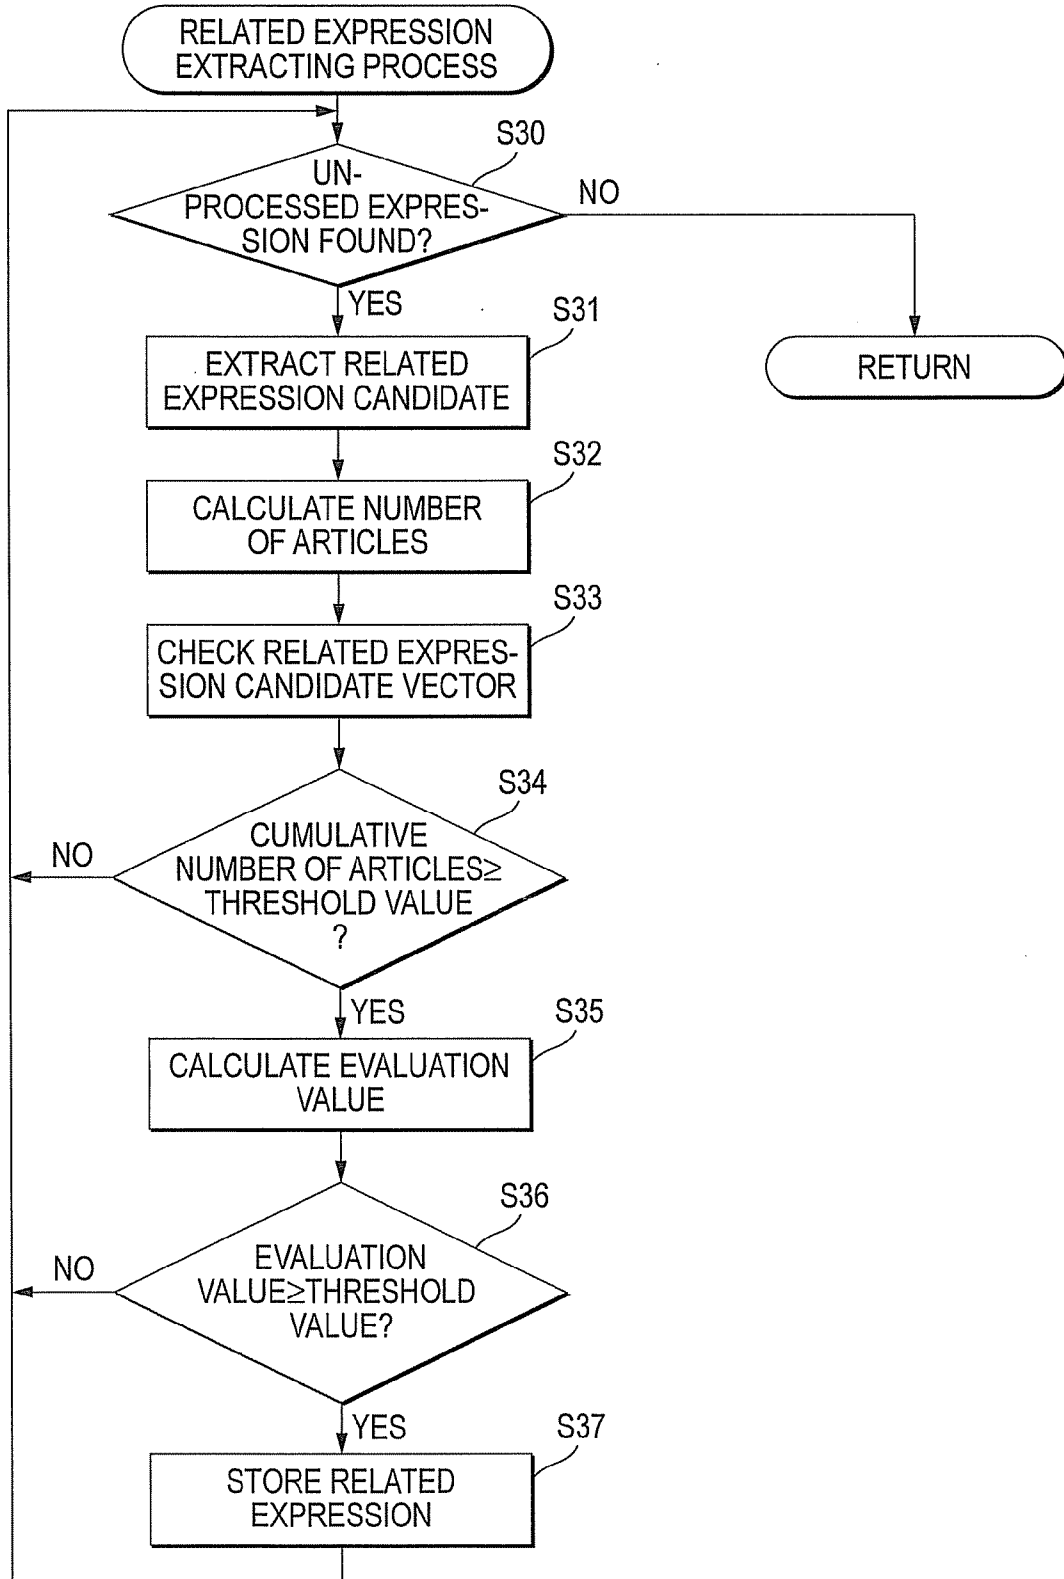 RELATED EXPRESSION
EXTRACTING PROCESS
S30
UN-
PROCESSED EXPRES-
SION FOUND?
NO
YES
S31
EXTRACT RELATED
EXPRESSION CANDIDATE
RETURN
S32
CALCULATE NUMBER
OF ARTICLES
S33
CHECK RELATED EXPRES-
SION CANDIDATE VECTOR
S34
CUMULATIVE
NUMBER OF ARTICLES≥
THRESHOLD VALUE
?
NO
YES
S35
CALCULATE EVALUATION
VALUE
S36
EVALUATION
VALUE≥THRESHOLD
VALUE?
NO
YES
S37
STORE RELATED
EXPRESSION